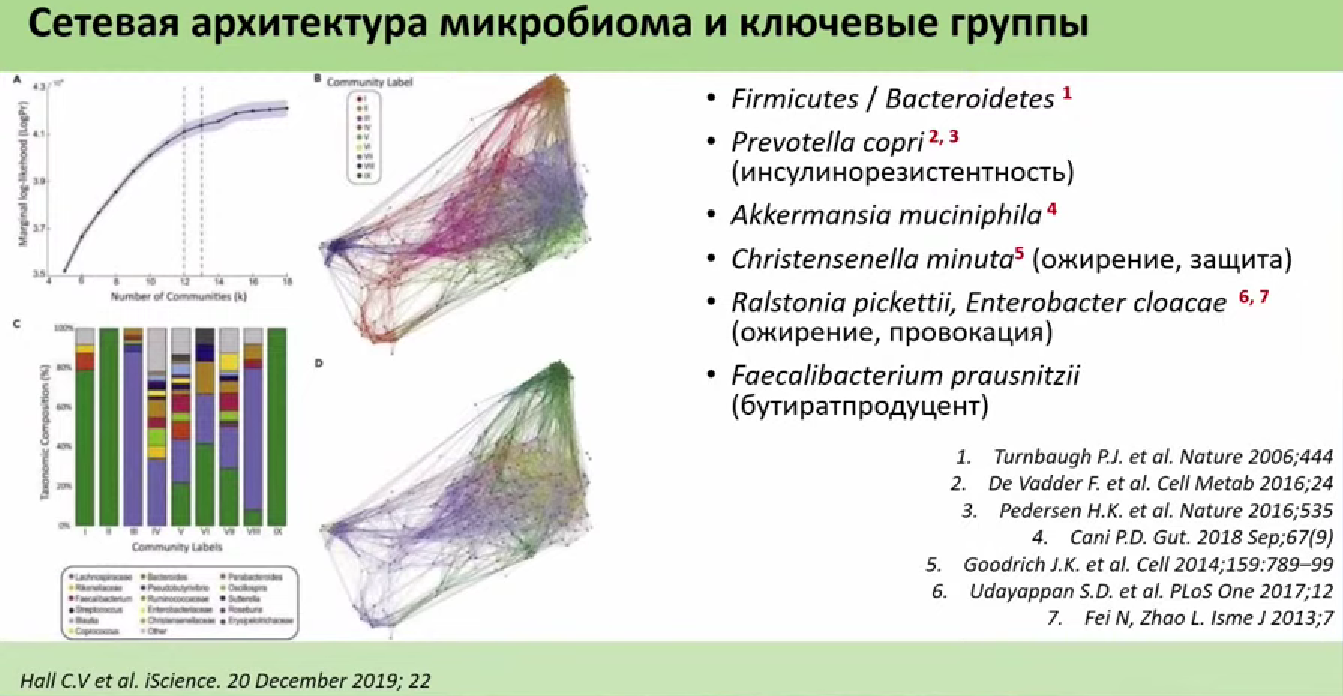 Сетевая архитектура микробиома и ключевые группы
A
4.3
4.1
3.9
3.7
3.5
Marginal log-likelihood (LogPr)
4 6 8 10 12 14 16 18
Number of Communities (k)
B Community Label
I
II
III
IV
V
VI
VII
VIII
IX
C
100%
80%
60%
40%
20%
0%
Taxonomic Composition (%)
I II III IV V VI VII VIII IX
Community Labels
D
Lachnospiraceae Bacteroides Parabacteroides
Rikenellaceae Pseudobutyrivibrio Oscillospira
Faecalibacterium Ruminococcaceae Sutterella
Streptococcus Enterobacteriaceae Roseburia
Blautia Christensenellaceae Erysipelotrichaceae
Coprococcus Other
• Firmicutes / Bacteroidetes 1
• Prevotella copri 2, 3
(инсулинорезистентность)
• Akkermansia muciniphila 4
• Christensenella minuta5 (ожирение, защита)
• Ralstonia pickettii, Enterobacter cloacae 6, 7
(ожирение, провокация)
• Faecalibacterium prausnitzii
(бутиратпродуцент)
1. Turnbaugh P.J. et al. Nature 2006;444
2. De Vadder F. et al. Cell Metab 2016;24
3. Pedersen H.K. et al. Nature 2016;535
4. Cani P.D. Gut. 2018 Sep;67(9)
5. Goodrich J.K. et al. Cell 2014;159:789–99
6. Udayappan S.D. et al. PLoS One 2017;12
7. Fei N, Zhao L. Isme J 2013;7
Hall C.V et al. iScience. 20 December 2019; 22